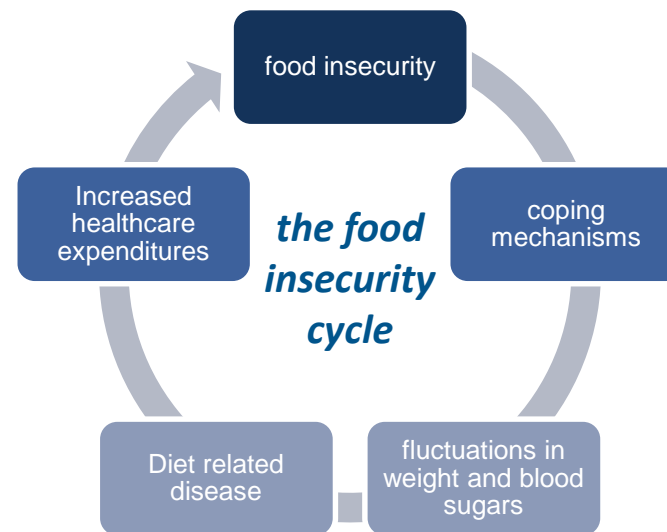 food insecurity
coping
mechanisms
fluctuations in
weight and blood
sugars
Diet related
disease
Increased
healthcare
expenditures
the food
insecurity
cycle